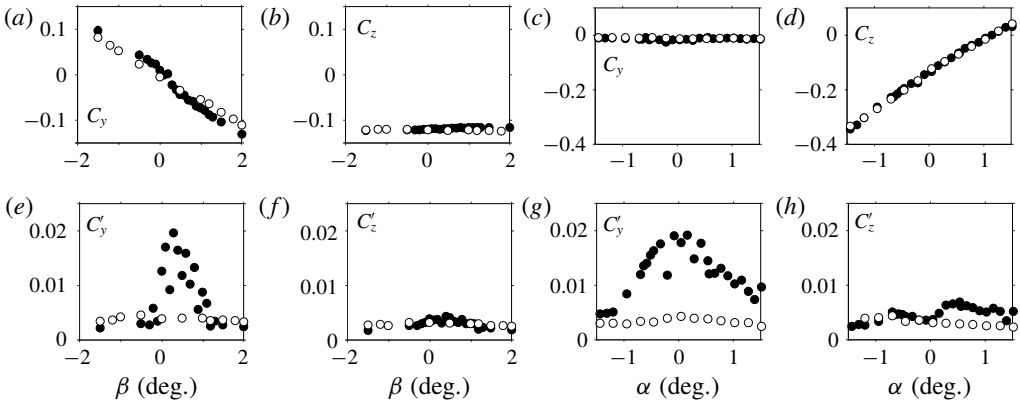 (a) 0.1 0 −0.1 C_y −2 0 2
(b) 0.1 0 −0.1 C_z −2 0 2
(c) 0 −0.2 −0.4 C_y −1 0 1
(d) 0 −0.2 −0.4 C_z −1 0 1
(e) 0.02 0.01 0 C′_y −2 0 2 β (deg.)
(f) 0.02 0.01 0 C′_z −2 0 2 β (deg.)
(g) 0.02 0.01 0 C′_y −1 0 1 α (deg.)
(h) 0.02 0.01 0 C′_z −1 0 1 α (deg.)